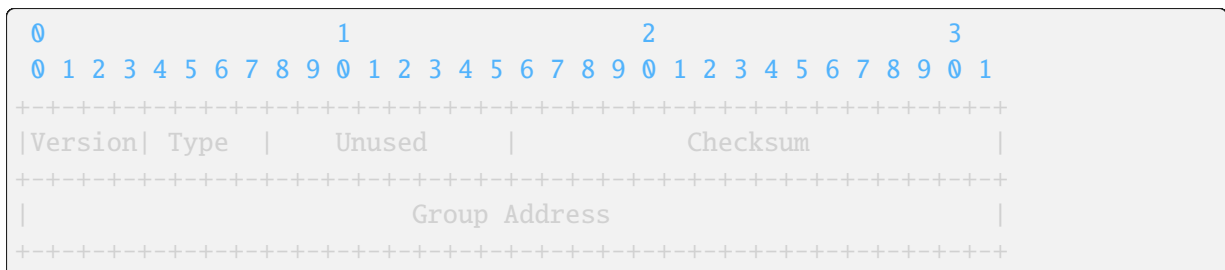 0                   1                   2                   3
 0 1 2 3 4 5 6 7 8 9 0 1 2 3 4 5 6 7 8 9 0 1 2 3 4 5 6 7 8 9 0 1
+-+-+-+-+-+-+-+-+-+-+-+-+-+-+-+-+-+-+-+-+-+-+-+-+-+-+-+-+-+-+-+-+
|Version| Type  |    Unused     |           Checksum            |
+-+-+-+-+-+-+-+-+-+-+-+-+-+-+-+-+-+-+-+-+-+-+-+-+-+-+-+-+-+-+-+-+
|                         Group Address                         |
+-+-+-+-+-+-+-+-+-+-+-+-+-+-+-+-+-+-+-+-+-+-+-+-+-+-+-+-+-+-+-+-+